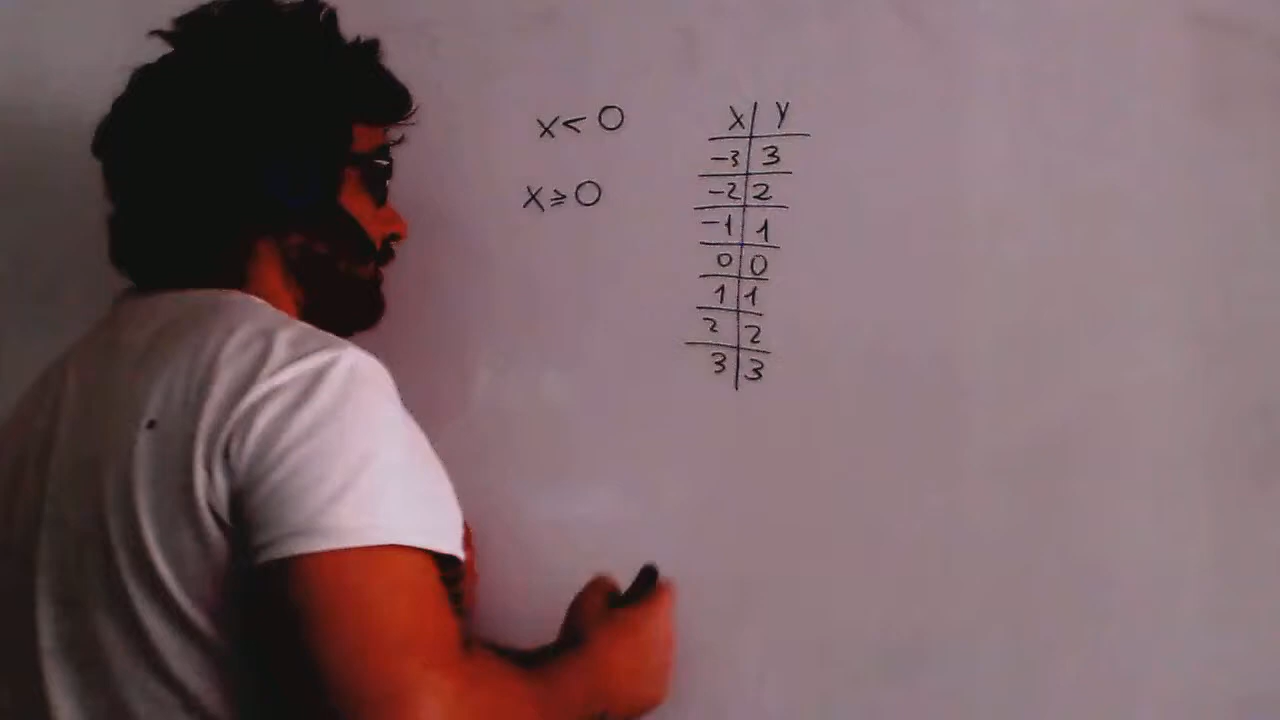 x < 0
x ⩾ 0
X | Y
-3 | 3
-2 | 2
-1 | 1
0 | 0
1 | 1
2 | 2
3 | 3